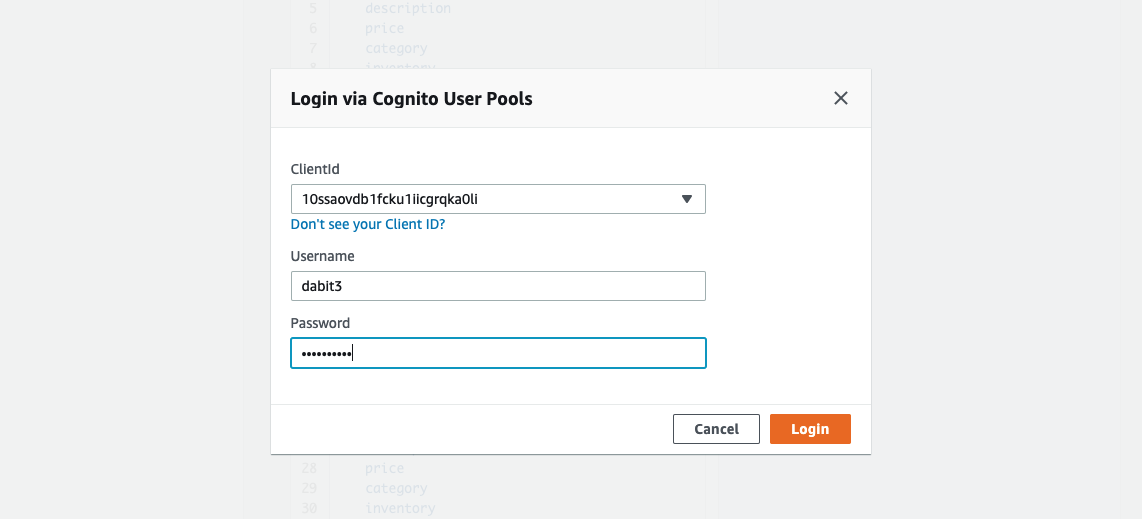 5 description
6 price
7 category
8 inventory
Login via Cognito User Pools
ClientId
10ssaovdb1fcku1iicgrqka0li
Don't see your Client ID?
Username
dabit3
Password
••••••••••
Cancel Login
28 price
29 category
30 inventory